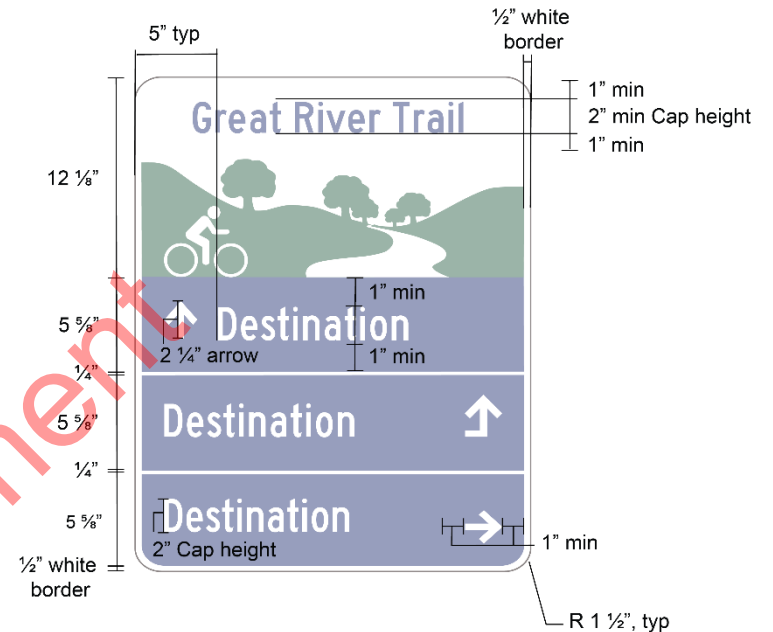 5” typ
½” white
border
1” min
2” min Cap height
1” min
Great River Trail
12 ⅛”
1” min
Destination
5 ⅝”
2 ¼” arrow
1” min
¼”
Destination
5 ⅝”
¼”
Destination
5 ⅝”
2” Cap height
1” min
½” white
border
R 1 ½”, typ
ment